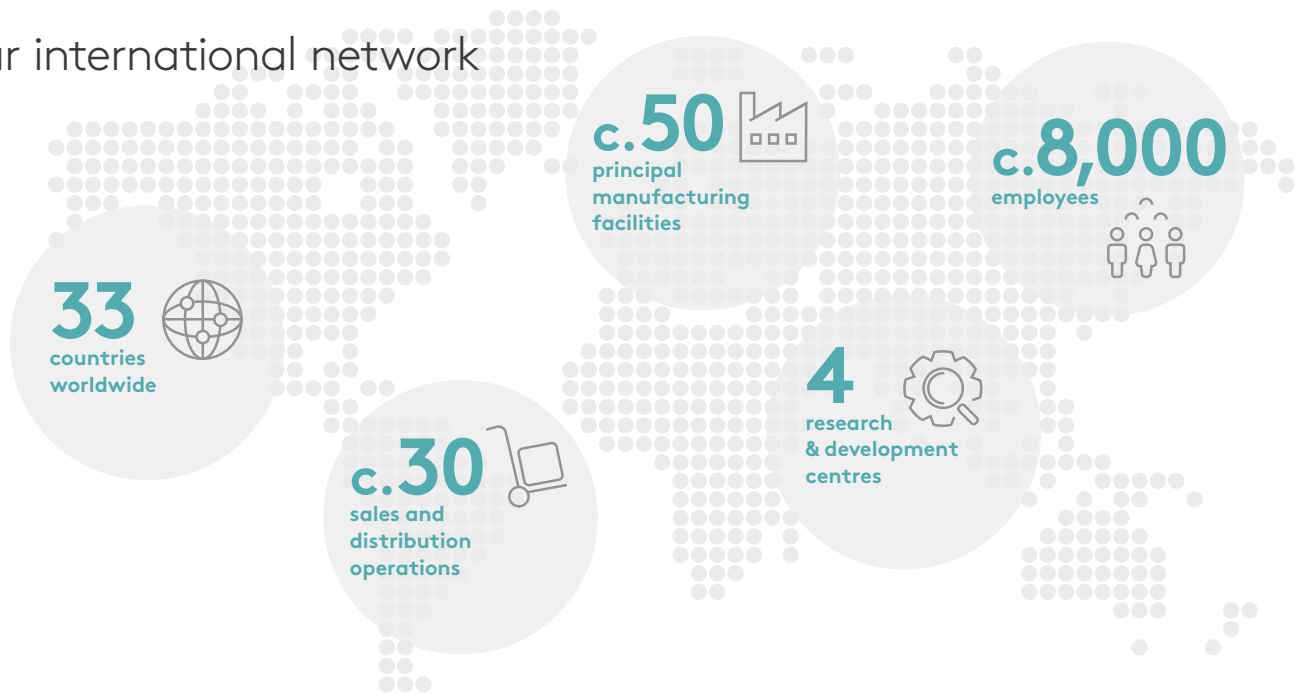 international network
c.50
principal
manufacturing
facilities
c.8,000
employees
33
countries
worldwide
4
research
& development
centres
c.30
sales and
distribution
operations